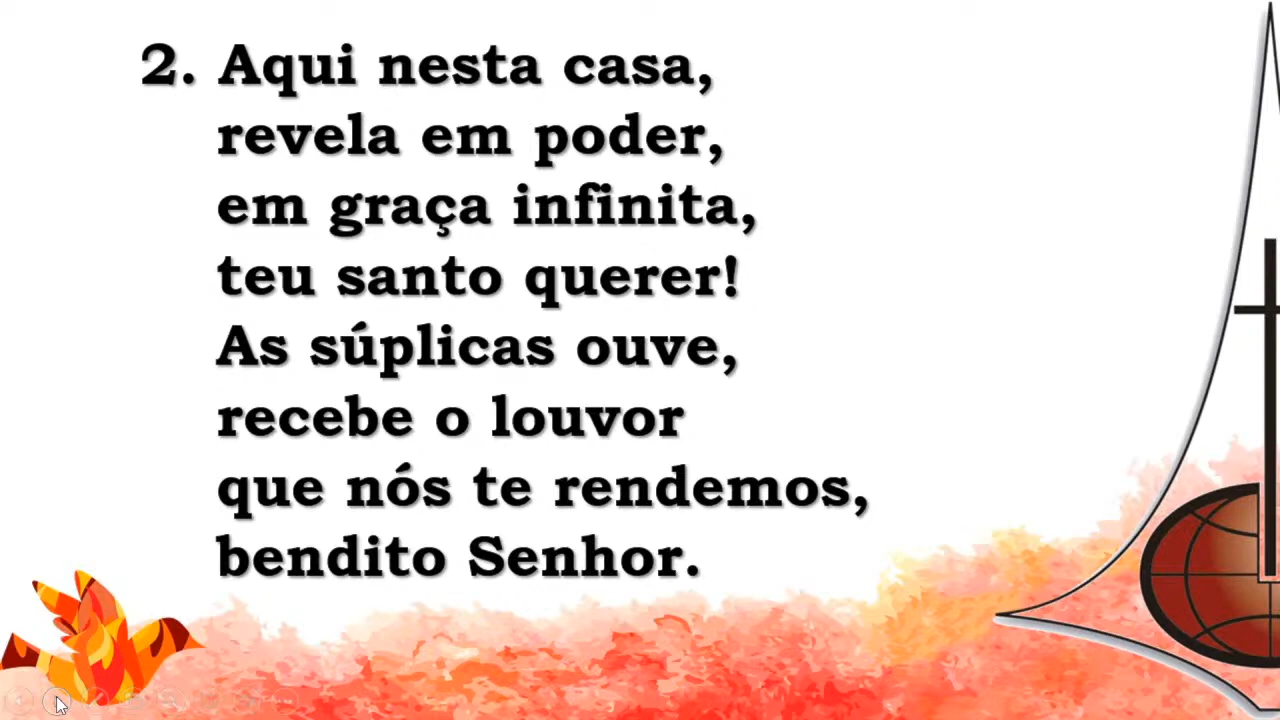 2. Aqui nesta casa,
revela em poder,
em graça infinita,
teu santo querer!
As súplicas ouve,
recebe o louvor
que nós te rendemos,
bendito Senhor.